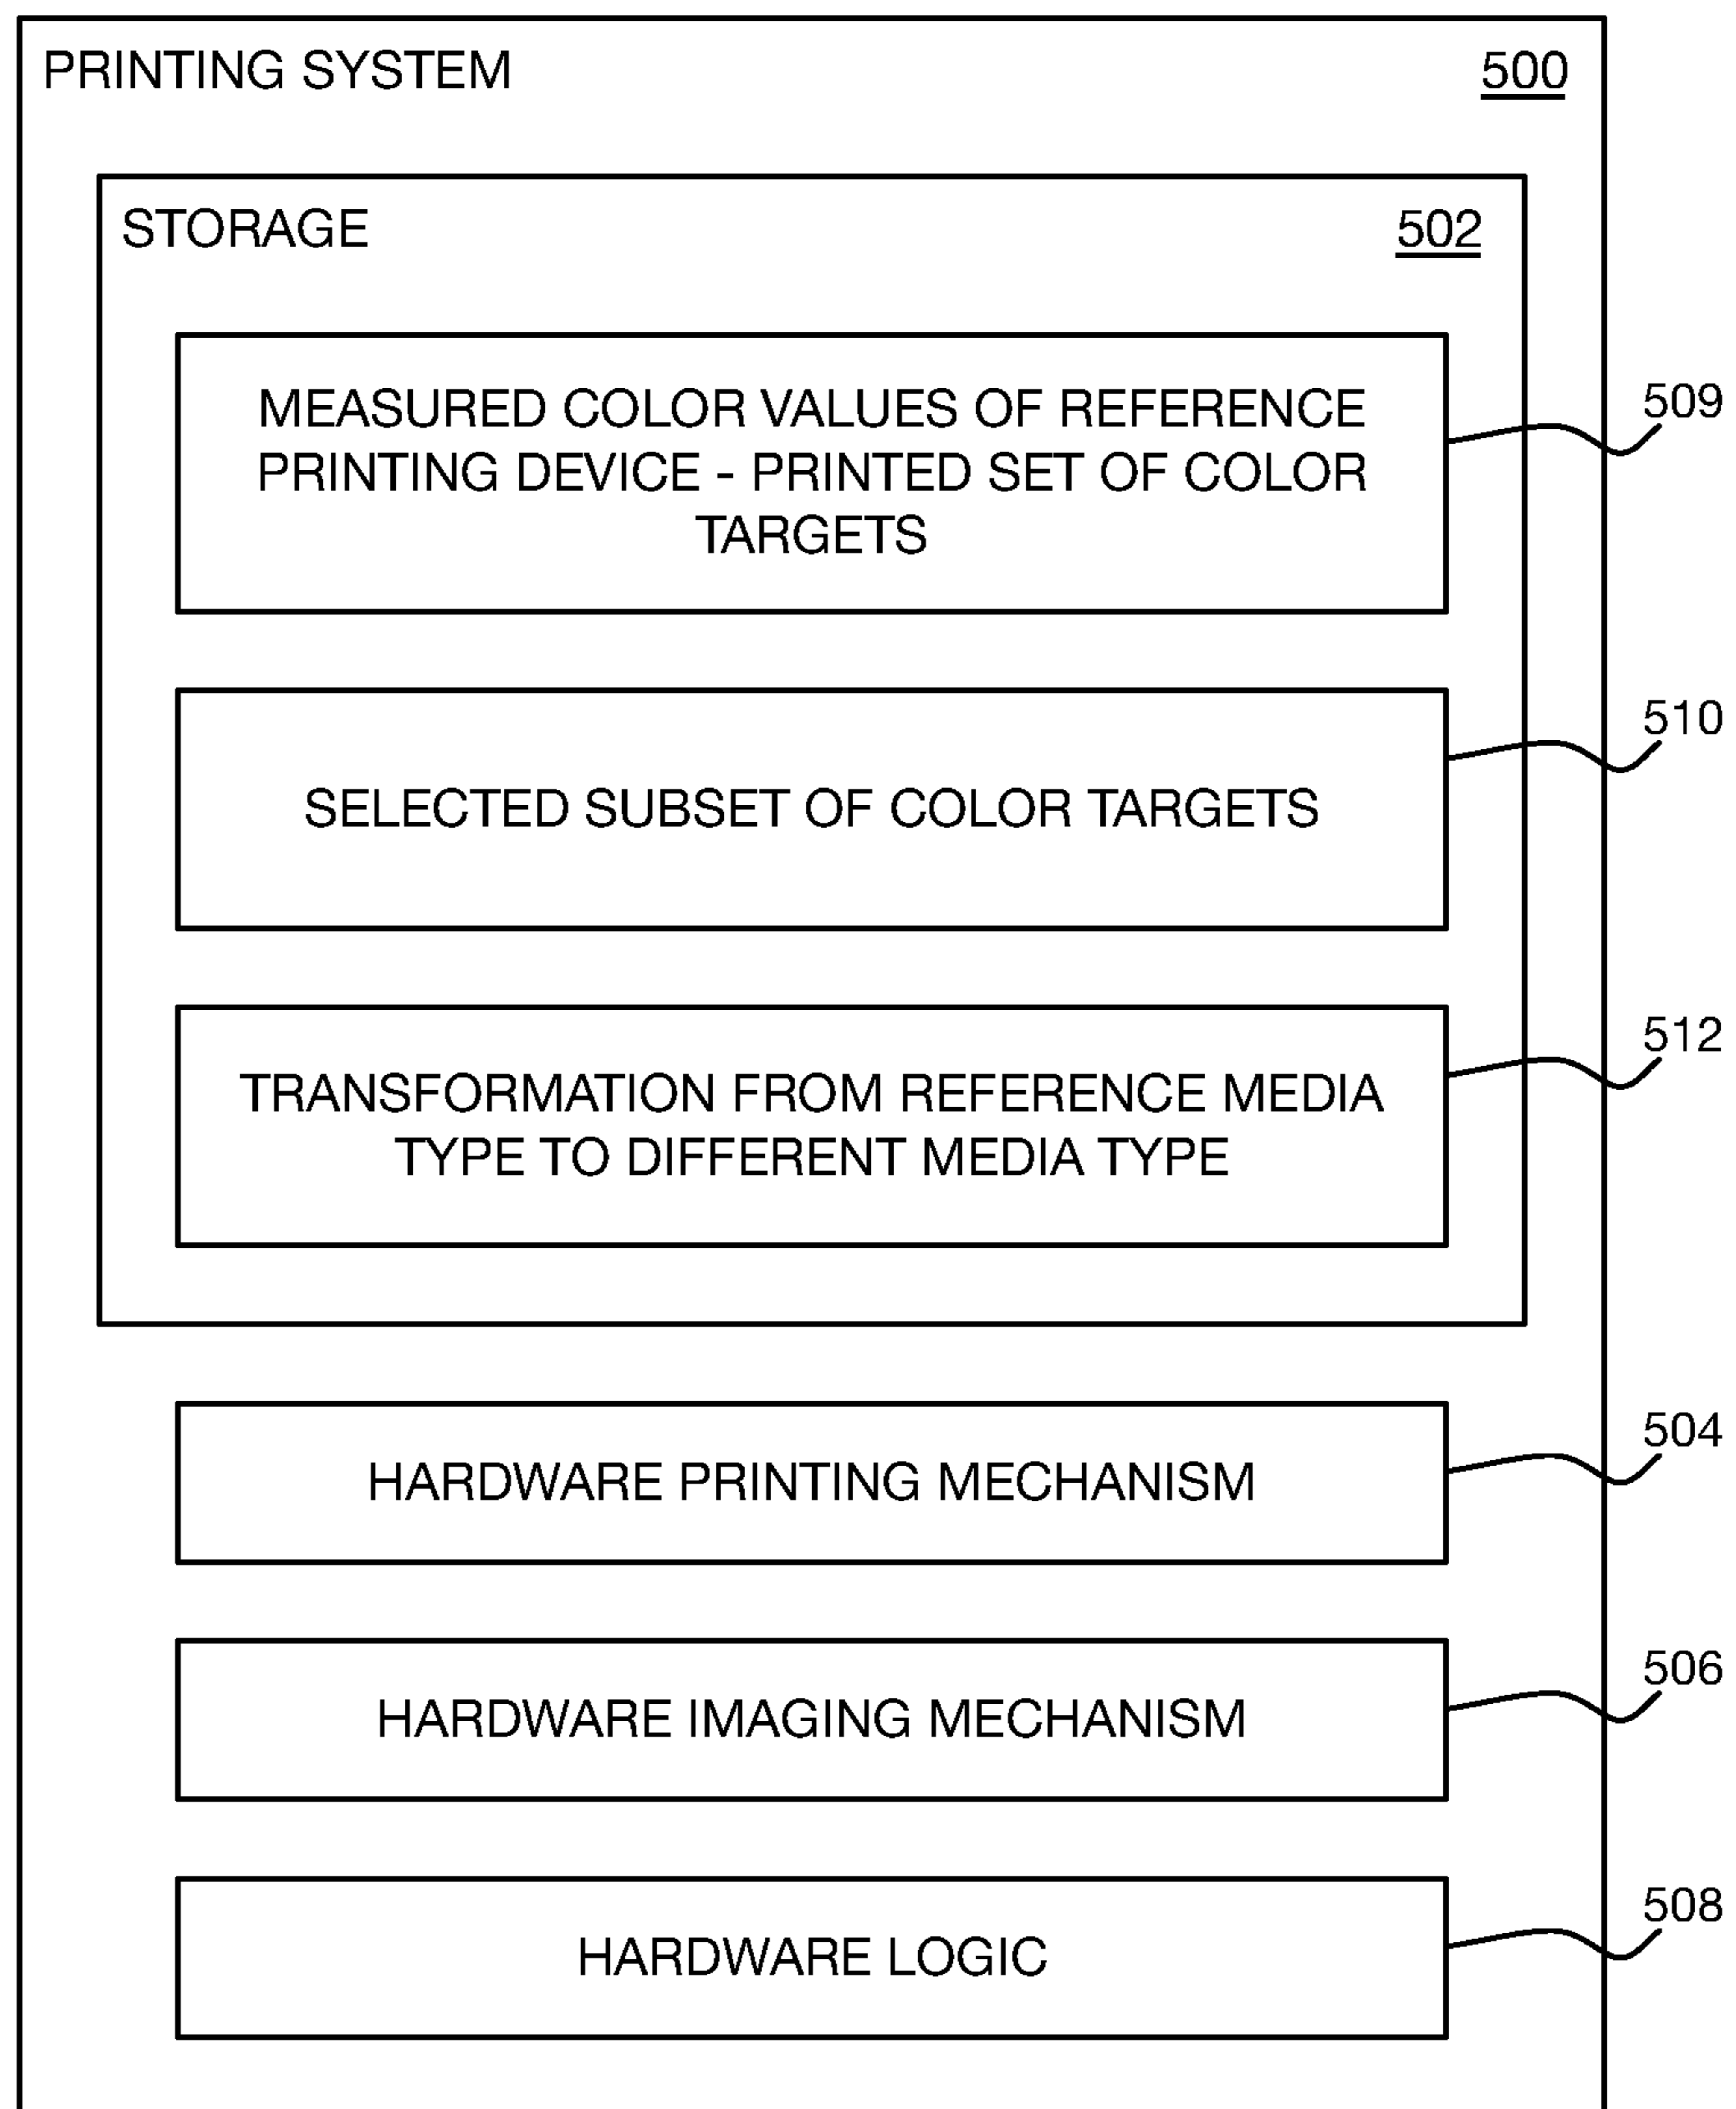 PRINTING SYSTEM 500
STORAGE 502
MEASURED COLOR VALUES OF REFERENCE
PRINTING DEVICE - PRINTED SET OF COLOR
TARGETS
509
SELECTED SUBSET OF COLOR TARGETS
510
TRANSFORMATION FROM REFERENCE MEDIA
TYPE TO DIFFERENT MEDIA TYPE
512
HARDWARE PRINTING MECHANISM
504
HARDWARE IMAGING MECHANISM
506
HARDWARE LOGIC
508